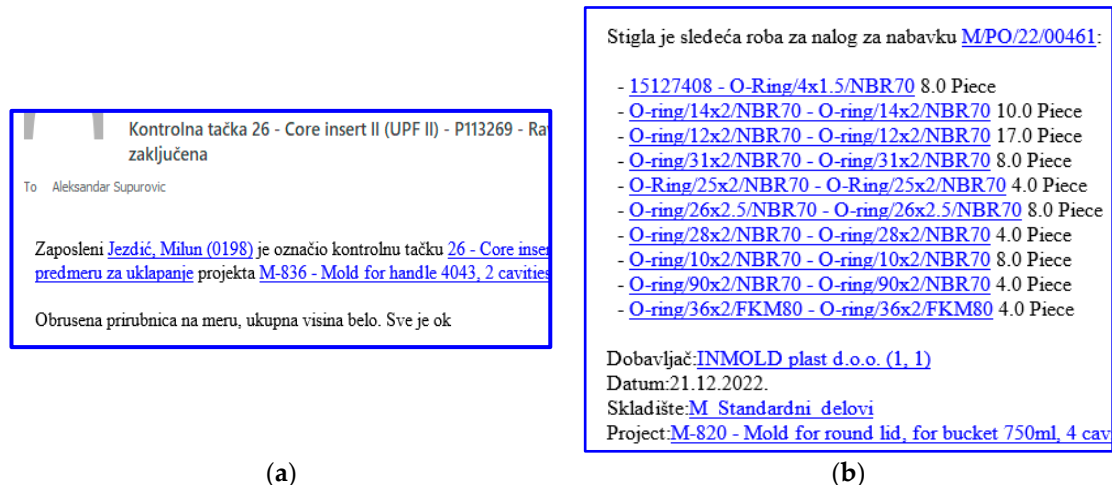 Kontrolna tačka 26 - Core insert II (UPF II) - P113269 -
zaključena
To Aleksandar Supurovic
Zaposleni Jezdić, Milun (0198) je označio kontrolnu tačku 26 - Core
predmeru za uklapanje projekta M-836 - Mold for handle 4043, 2 cavities
Obrusena prirubnica na meru, ukupna visina belo. Sve je ok
(a)
Stigla je sledeća roba za nalog za nabavku M/PO/22/00461:
- 15127408 - O-Ring/4x1.5/NBR70 8.0 Piece
- O-ring/14x2/NBR70 - O-ring/14x2/NBR70 10.0 Piece
- O-ring/12x2/NBR70 - O-ring/12x2/NBR70 17.0 Piece
- O-ring/31x2/NBR70 - O-ring/31x2/NBR70 8.0 Piece
- O-Ring/25x2/NBR70 - O-Ring/25x2/NBR70 4.0 Piece
- O-ring/26x2.5/NBR70 - O-ring/26x2.5/NBR70 8.0 Piece
- O-ring/28x2/NBR70 - O-ring/28x2/NBR70 4.0 Piece
- O-ring/10x2/NBR70 - O-ring/10x2/NBR70 8.0 Piece
- O-ring/90x2/NBR70 - O-ring/90x2/NBR70 4.0 Piece
- O-ring/36x2/FKM80 - O-ring/36x2/FKM80 4.0 Piece
Dobavljač:INMOLD plast d.o.o. (1, 1)
Datum:21.12.2022.
Skladište:M_Standardni_delovi
Project:M-820 - Mold for round lid, for bucket 750ml, 4
(b)